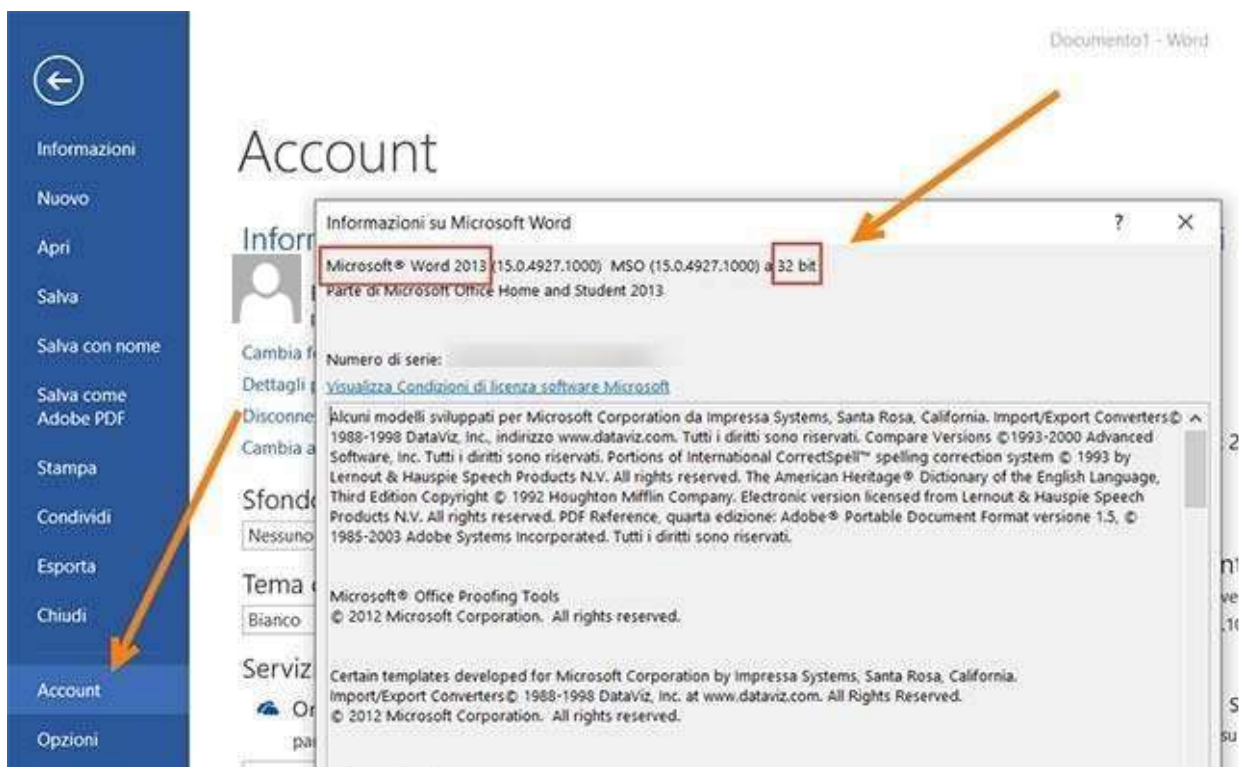 Documento1 - Word
Informazioni
Nuovo
Apri
Salva
Salva con nome
Salva come
Adobe PDF
Stampa
Condividi
Esporta
Chiudi
Account
Opzioni
Account
Informazioni su Microsoft Word
? ×
Microsoft® Word 2013 (15.0.4927.1000) MSO (15.0.4927.1000) a 32 bit
Parte di Microsoft Office Home and Student 2013
Numero di serie:
Visualizza Condizioni di licenza software Microsoft
Alcuni modelli sviluppati per Microsoft Corporation da Impressa Systems, Santa Rosa, California. Import/Export Converters©
1988-1998 DataViz, Inc., indirizzo www.dataviz.com. Tutti i diritti sono riservati. Compare Versions ©1993-2000 Advanced
Software, Inc. Tutti i diritti sono riservati. Portions of International CorrectSpell™ spelling correction system © 1993 by
Lernout & Hauspie Speech Products N.V. All rights reserved. The American Heritage® Dictionary of the English Language,
Third Edition Copyright © 1992 Houghton Mifflin Company. Electronic version licensed from Lernout & Hauspie Speech
Products N.V. All rights reserved. PDF Reference, quarta edizione: Adobe® Portable Document Format versione 1.5, ©
1985-2003 Adobe Systems Incorporated. Tutti i diritti sono riservati.
Microsoft® Office Proofing Tools
© 2012 Microsoft Corporation. All rights reserved.
Certain templates developed for Microsoft Corporation by Impressa Systems, Santa Rosa, California.
Import/Export Converters© 1988-1998 DataViz, Inc. at www.dataviz.com. All Rights Reserved.
© 2012 Microsoft Corporation. All rights reserved.
Cambia
Dettagli
Cambia
Nessuno
Tema
Bianco